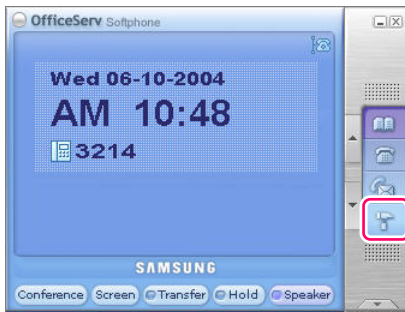 OfficeServ Softphone
Wed 06-10-2004
AM 10:48
3214
SAMSUNG
Conference Screen Transfer Hold Speaker